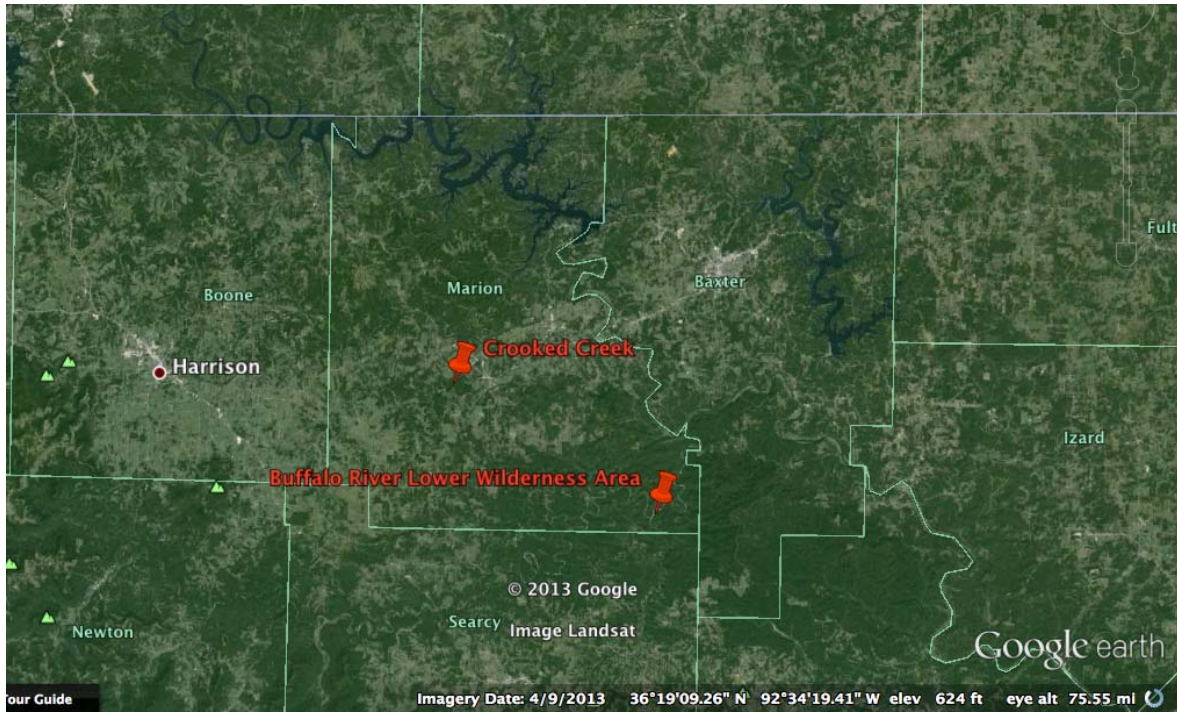 Fult
Baxter
Marion
Boone
Crooked Creek
Harrison
Izard
Buffalo River Lower Wilderness Area
© 2013 Google
Searcy
Image Landsat
Newton
Google earth
Tour Guide
Imagery Date: 4/9/2013 36°19'09.26" N 92°34'19.41" W elev 624 ft eye alt 75.55 mi